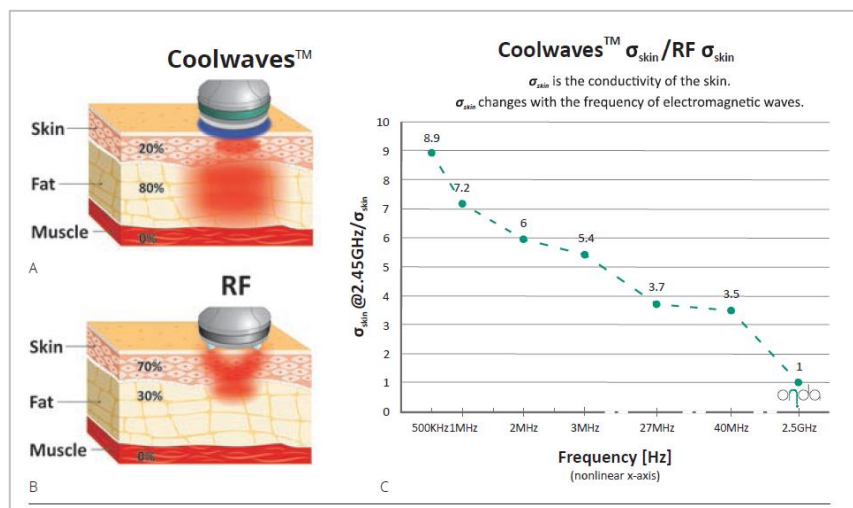 Coolwaves™
Skin
20%
Fat
80%
Muscle
0%
A
RF
Skin
70%
Fat
30%
Muscle
0%
B
Coolwaves™ σskin/RF σskin
σskin is the conductivity of the skin.
σskin changes with the frequency of electromagnetic waves.
σskin@2.45GHz/σskin
10
9
8
7
6
5
4
3
2
1
0
8.9
7.2
6
5.4
3.7
3.5
1
onda
500KHz 1MHz 2MHz 3MHz 27MHz 40MHz 2.5GHz
Frequency [Hz]
(nonlinear x-axis)
C